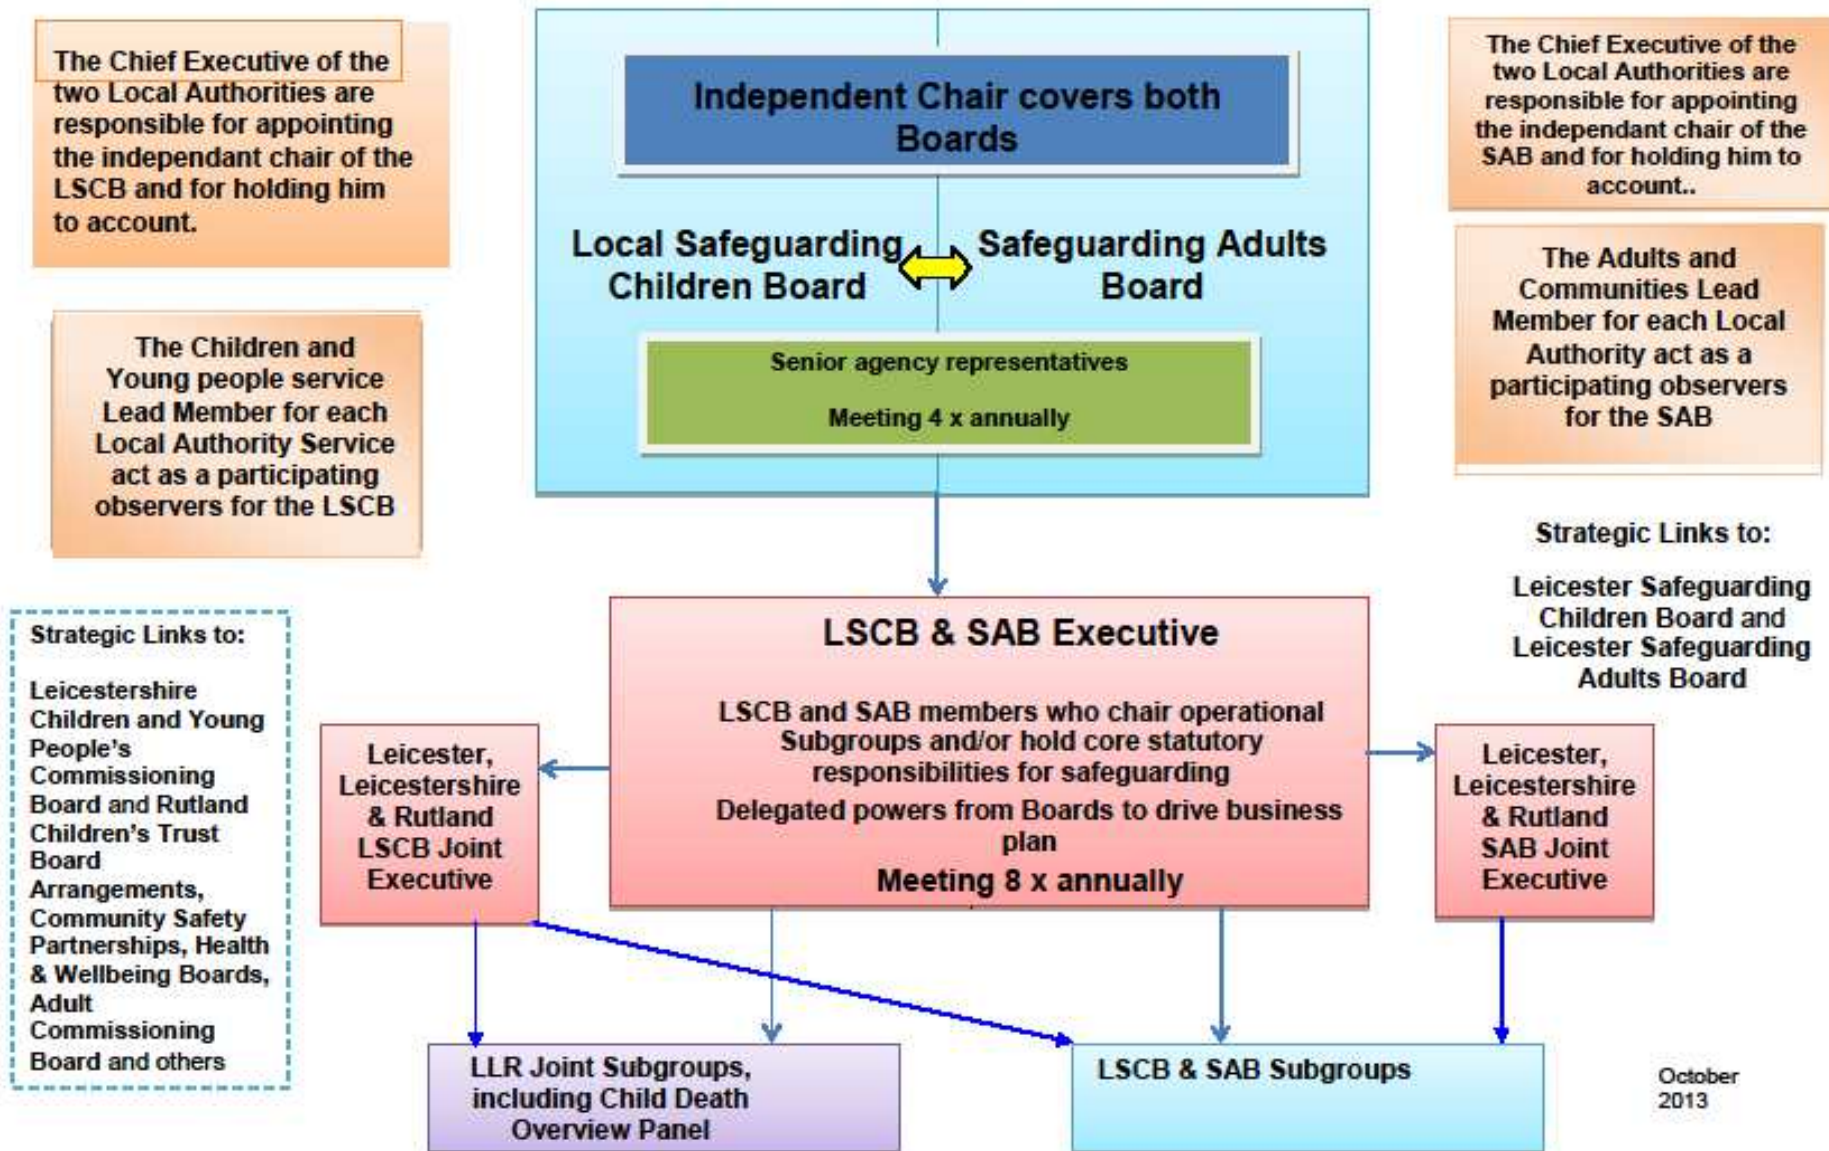 The Chief Executive of the
two Local Authorities are
responsible for appointing
the independant chair of the
LSCB and for holding him
to account.
Independent Chair covers both
Boards
The Chief Executive of the
two Local Authorities are
responsible for appointing
the independant chair of the
SAB and for holding him to
account..
Local Safeguarding
Children Board
Safeguarding Adults
Board
The Children and
Young people service
Lead Member for each
Local Authority Service
act as a participating
observers for the LSCB
Senior agency representatives
Meeting 4 x annually
The Adults and
Communities Lead
Member for each Local
Authority act as a
participating observers
for the SAB
Strategic Links to:
Leicester Safeguarding
Children Board and
Leicester Safeguarding
Adults Board
Strategic Links to:
Leicestershire
Children and Young
People's
Commissioning
Board and Rutland
Children's Trust
Board
Arrangements,
Community Safety
Partnerships, Health
& Wellbeing Boards,
Adult
Commissioning
Board and others
Leicester,
Leicestershire
& Rutland
LSCB Joint
Executive
LSCB & SAB Executive
LSCB and SAB members who chair operational
Subgroups and/or hold core statutory
responsibilities for safeguarding
Delegated powers from Boards to drive business
plan
Meeting 8 x annually
Leicester,
Leicestershire
& Rutland
SAB Joint
Executive
LLR Joint Subgroups,
including Child Death
Overview Panel
LSCB & SAB Subgroups
October
2013